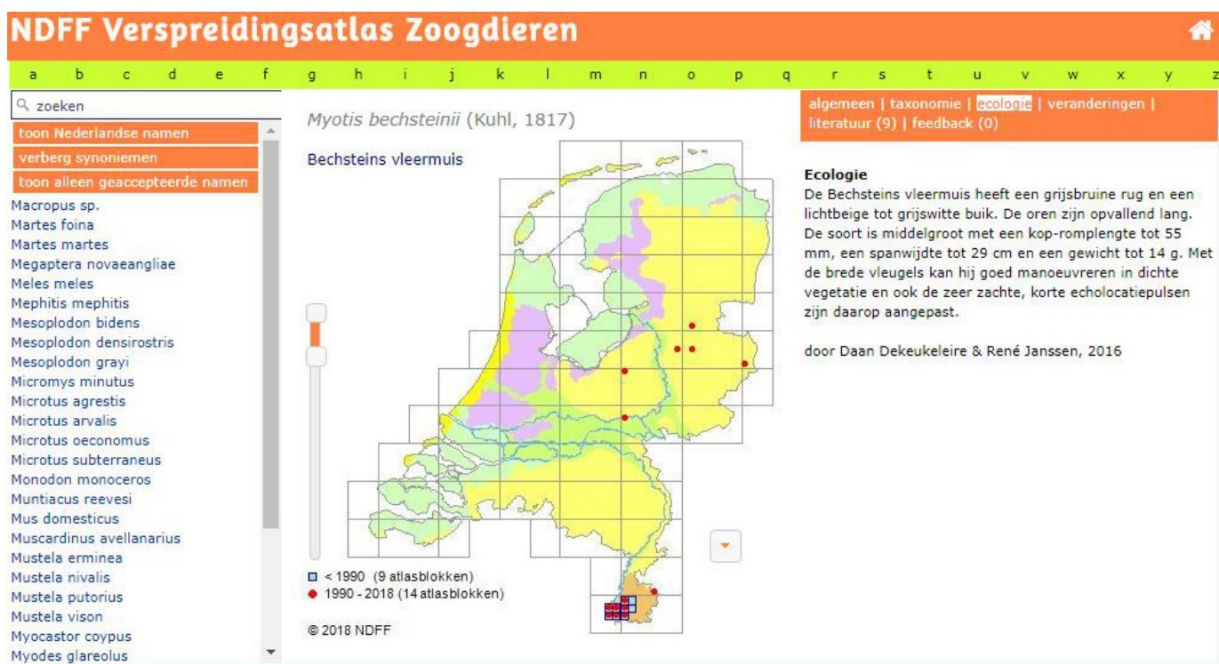 NDFF Verspreidingsatlas Zoogdieren
a b c d e f g h i j k l m n o p q r s t u v w x y z
zoeken
toon Nederlandse namen
verberg synoniemen
toon alleen geaccepteerde namen
Macropus sp.
Martes foina
Martes martes
Megaptera novaeangliae
Meles meles
Mephitis mephitis
Mesoplodon bidens
Mesoplodon densirostris
Mesoplodon grayi
Micromys minutus
Microtus agrestis
Microtus arvalis
Microtus oeconomus
Microtus subterraneus
Monodon monoceros
Muntiacus reevesi
Mus domesticus
Muscardinus avellanarius
Mustela erminea
Mustela nivalis
Mustela putorius
Mustela vison
Myocastor coypus
Myodes glareolus
Myotis bechsteinii (Kuhl, 1817)
Bechsteins vleermuis
< 1990 (9 atlasblokken)
1990 - 2018 (14 atlasblokken)
© 2018 NDFF
algemeen | taxonomie | ecologie | veranderingen |
literatuur (9) | feedback (0)
Ecologie
De Bechsteins vleermuis heeft een grijsbruine rug en een
lichtbeige tot grijswitte buik. De oren zijn opvallend lang.
De soort is middelgroot met een kop-romplengte tot 55
mm, een spanwijdte tot 29 cm en een gewicht tot 14 g. Met
de brede vleugels kan hij goed manoeuvreren in dichte
vegetatie en ook de zeer zachte, korte echolocatiepulsen
zijn daarop aangepast.
door Daan Dekeukeleire & René Janssen, 2016